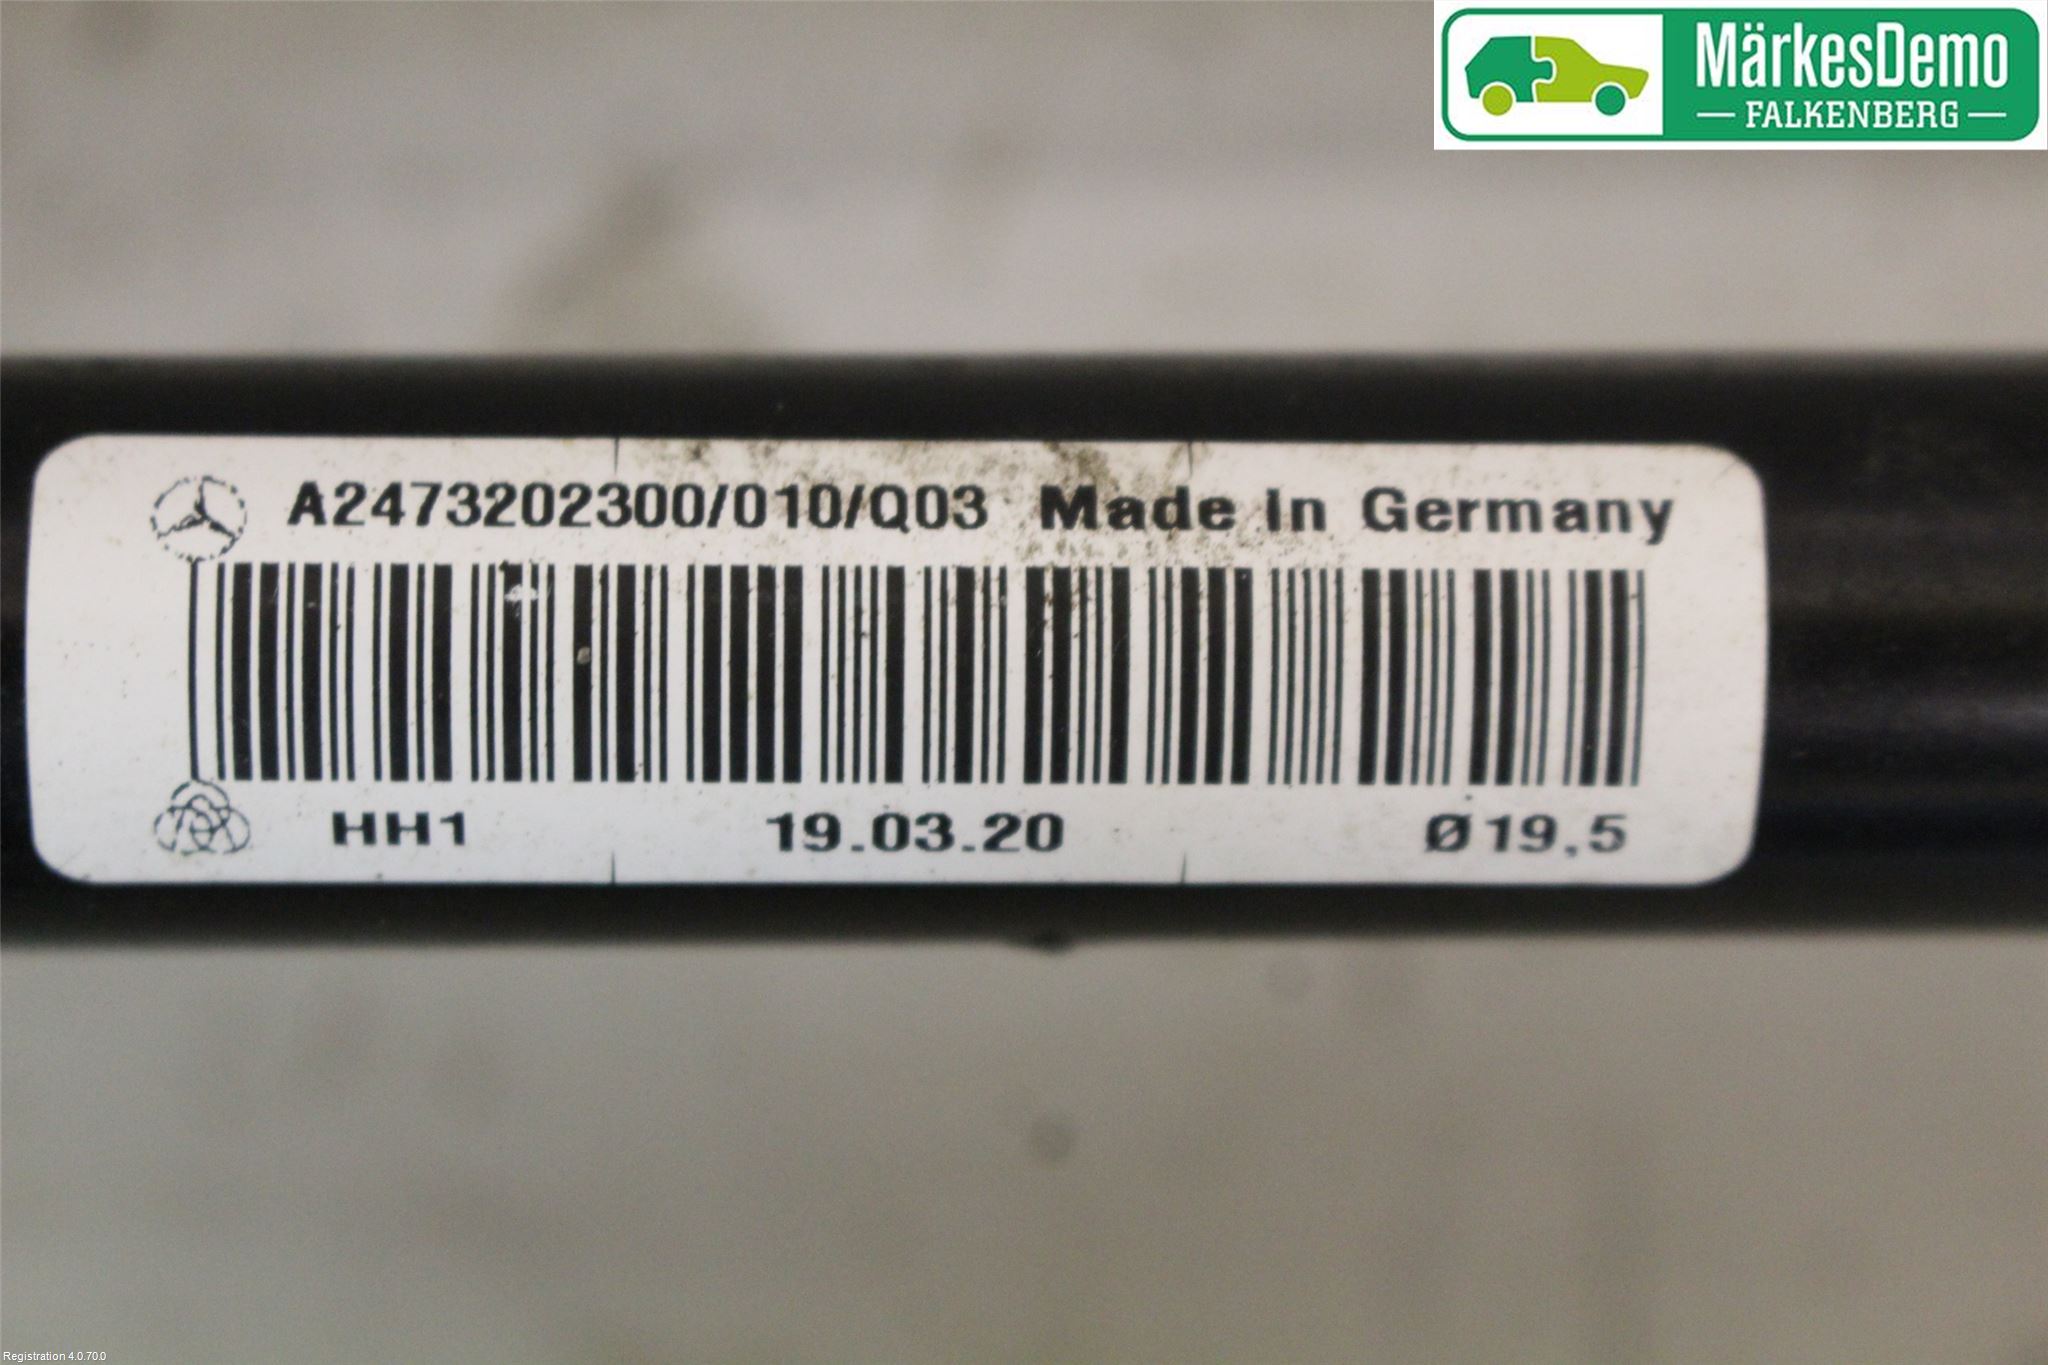 MärkesDemo
FALKENBERG
A2473202300/010/Q03 Made In Germany
HH1 19.03.20 Ø19,5
Registration 4.0.70.0